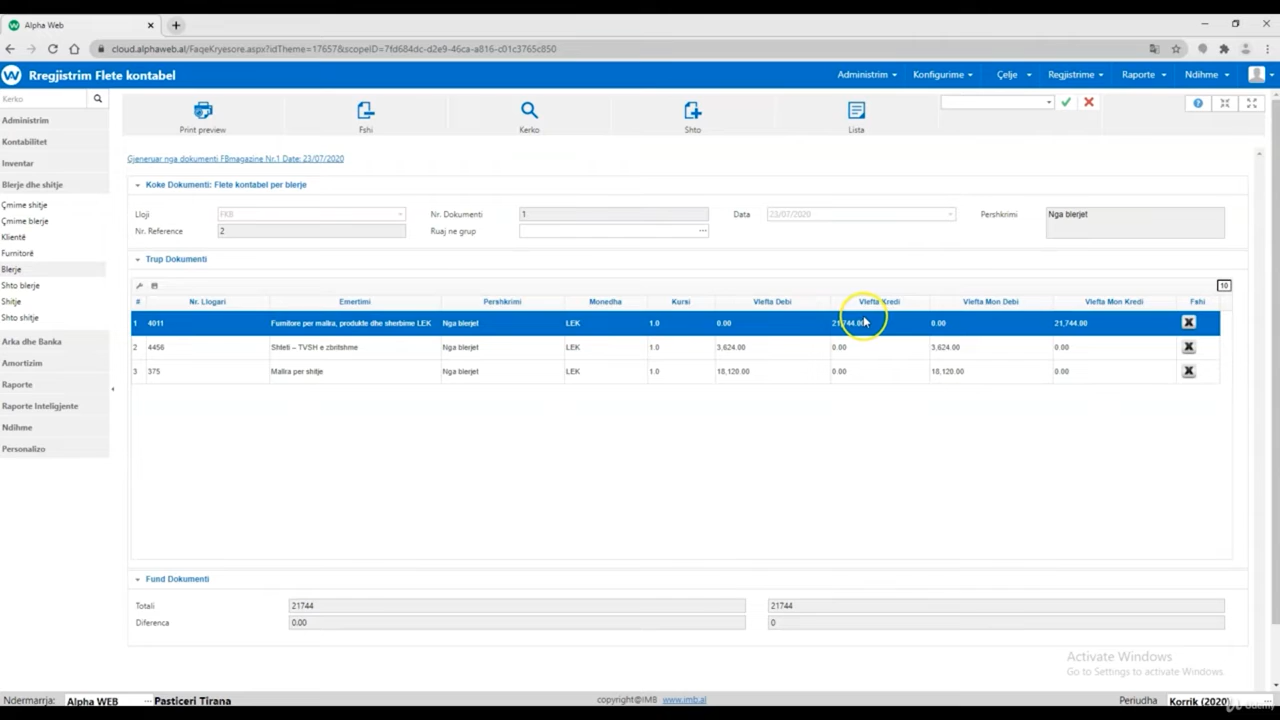 Alpha Web
cloud.alphaweb.al/FaqeKryesore.aspx?idTheme=17657&scopeID=7fd684dc-d2e9-46ca-a816-c01c3765c850
Rregjistrim Flete kontabel
Administrim
Konfigurime
Çelje
Regjistrime
Raporte
Ndihme
Kerko
Administrim
Kontabilitet
Inventar
Blerje dhe shitje
Çmime shitje
Çmime blerje
Klientë
Furnitorë
Blerje
Shto blerje
Shitje
Shto shitje
Arka dhe Banka
Amortizim
Raporte
Raporte Inteligjente
Ndihme
Personalizo
Print preview
Fshi
Kerko
Shto
Lista
Gjeneruar nga dokumenti FBmagazine Nr.1 Date: 23/07/2020
Koke Dokumenti: Flete kontabel per blerje
Lloji FKB Nr. Dokumenti 1 Data 23/07/2020 Pershkrimi Nga blerjet
Nr. Reference 2 Ruaj ne grup ...
Trup Dokumenti
10
# Nr. Llogari Emertimi Pershkrimi Monedha Kursi Vlefta Debi Vlefta Kredi Vlefta Mon Debi Vlefta Mon Kredi Fshi
1 4011 Furnitore per mallra, produkte dhe sherbime LEK Nga blerjet LEK 1.0 0.00 21,744.00 0.00 21,744.00 X
2 4456 Shteti – TVSH e zbritshme Nga blerjet LEK 1.0 3,624.00 0.00 3,624.00 0.00 X
3 375 Mallra per shitje Nga blerjet LEK 1.0 18,120.00 0.00 18,120.00 0.00 X
Fund Dokumenti
Totali 21744 21744
Diferenca 0.00 0
Activate Windows
Go to Settings to activate Windows.
Ndermarrja: Alpha WEB ... Pasticeri Tirana
copyright@IMB www.imb.al
Periudha Korrik (2020) ...
Udemy